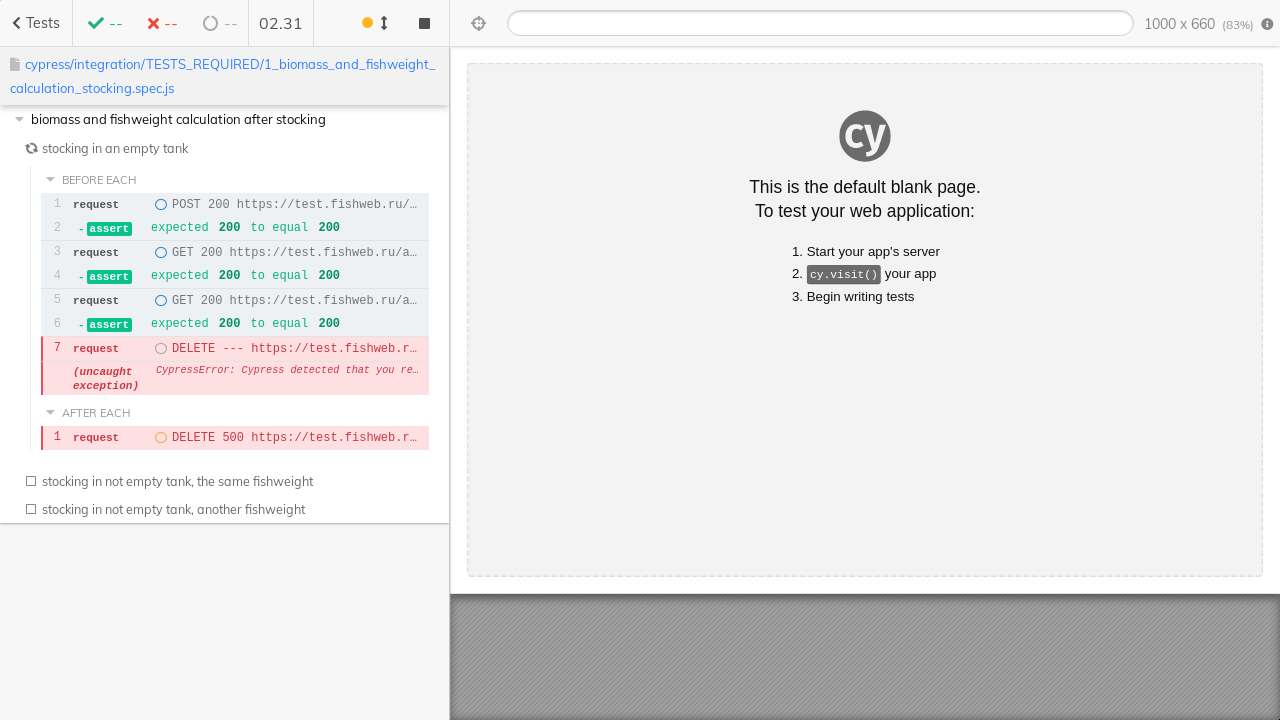 Tests
--
--
--
02.31
1000 x 660 (83%)
cypress/integration/TESTS_REQUIRED/1_biomass_and_fishweight_
calculation_stocking.spec.js
biomass and fishweight calculation after stocking
stocking in an empty tank
BEFORE EACH
1 request POST 200 https://test.fishweb.ru/…
2 -assert expected 200 to equal 200
3 request GET 200 https://test.fishweb.ru/a…
4 -assert expected 200 to equal 200
5 request GET 200 https://test.fishweb.ru/a…
6 -assert expected 200 to equal 200
7 request DELETE --- https://test.fishweb.r…
(uncaught CypressError: Cypress detected that you re…
exception)
AFTER EACH
1 request DELETE 500 https://test.fishweb.r…
stocking in not empty tank, the same fishweight
stocking in not empty tank, another fishweight
cy
This is the default blank page.
To test your web application:
1. Start your app's server
2. cy.visit() your app
3. Begin writing tests